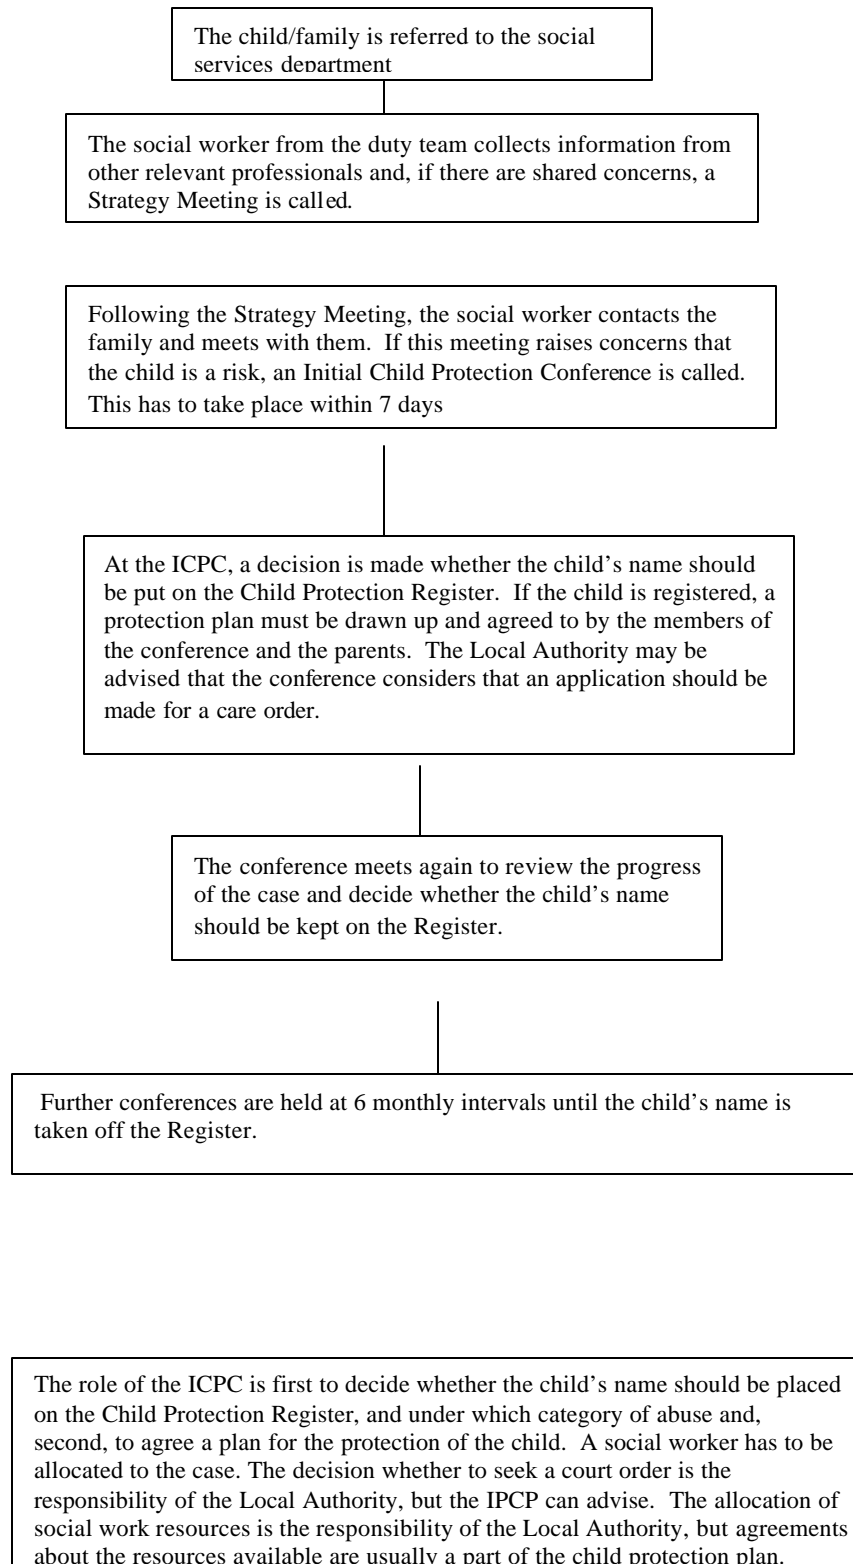 The child/family is referred to the social
services department
The social worker from the duty team collects information from
other relevant professionals and, if there are shared concerns, a
Strategy Meeting is called.
Following the Strategy Meeting, the social worker contacts the
family and meets with them.  If this meeting raises concerns that
the child is a risk, an Initial Child Protection Conference is called.
This has to take place within 7 days
At the ICPC, a decision is made whether the child’s name should
be put on the Child Protection Register.  If the child is registered, a
protection plan must be drawn up and agreed to by the members of
the conference and the parents.  The Local Authority may be
advised that the conference considers that an application should be
made for a care order.
The conference meets again to review the progress
of the case and decide whether the child’s name
should be kept on the Register.
Further conferences are held at 6 monthly intervals until the child’s name is
taken off the Register.
The role of the ICPC is first to decide whether the child’s name should be placed
on the Child Protection Register, and under which category of abuse and,
second, to agree a plan for the protection of the child.  A social worker has to be
allocated to the case. The decision whether to seek a court order is the
responsibility of the Local Authority, but the IPCP can advise.  The allocation of
social work resources is the responsibility of the Local Authority, but agreements
about the resources available are usually a part of the child protection plan.